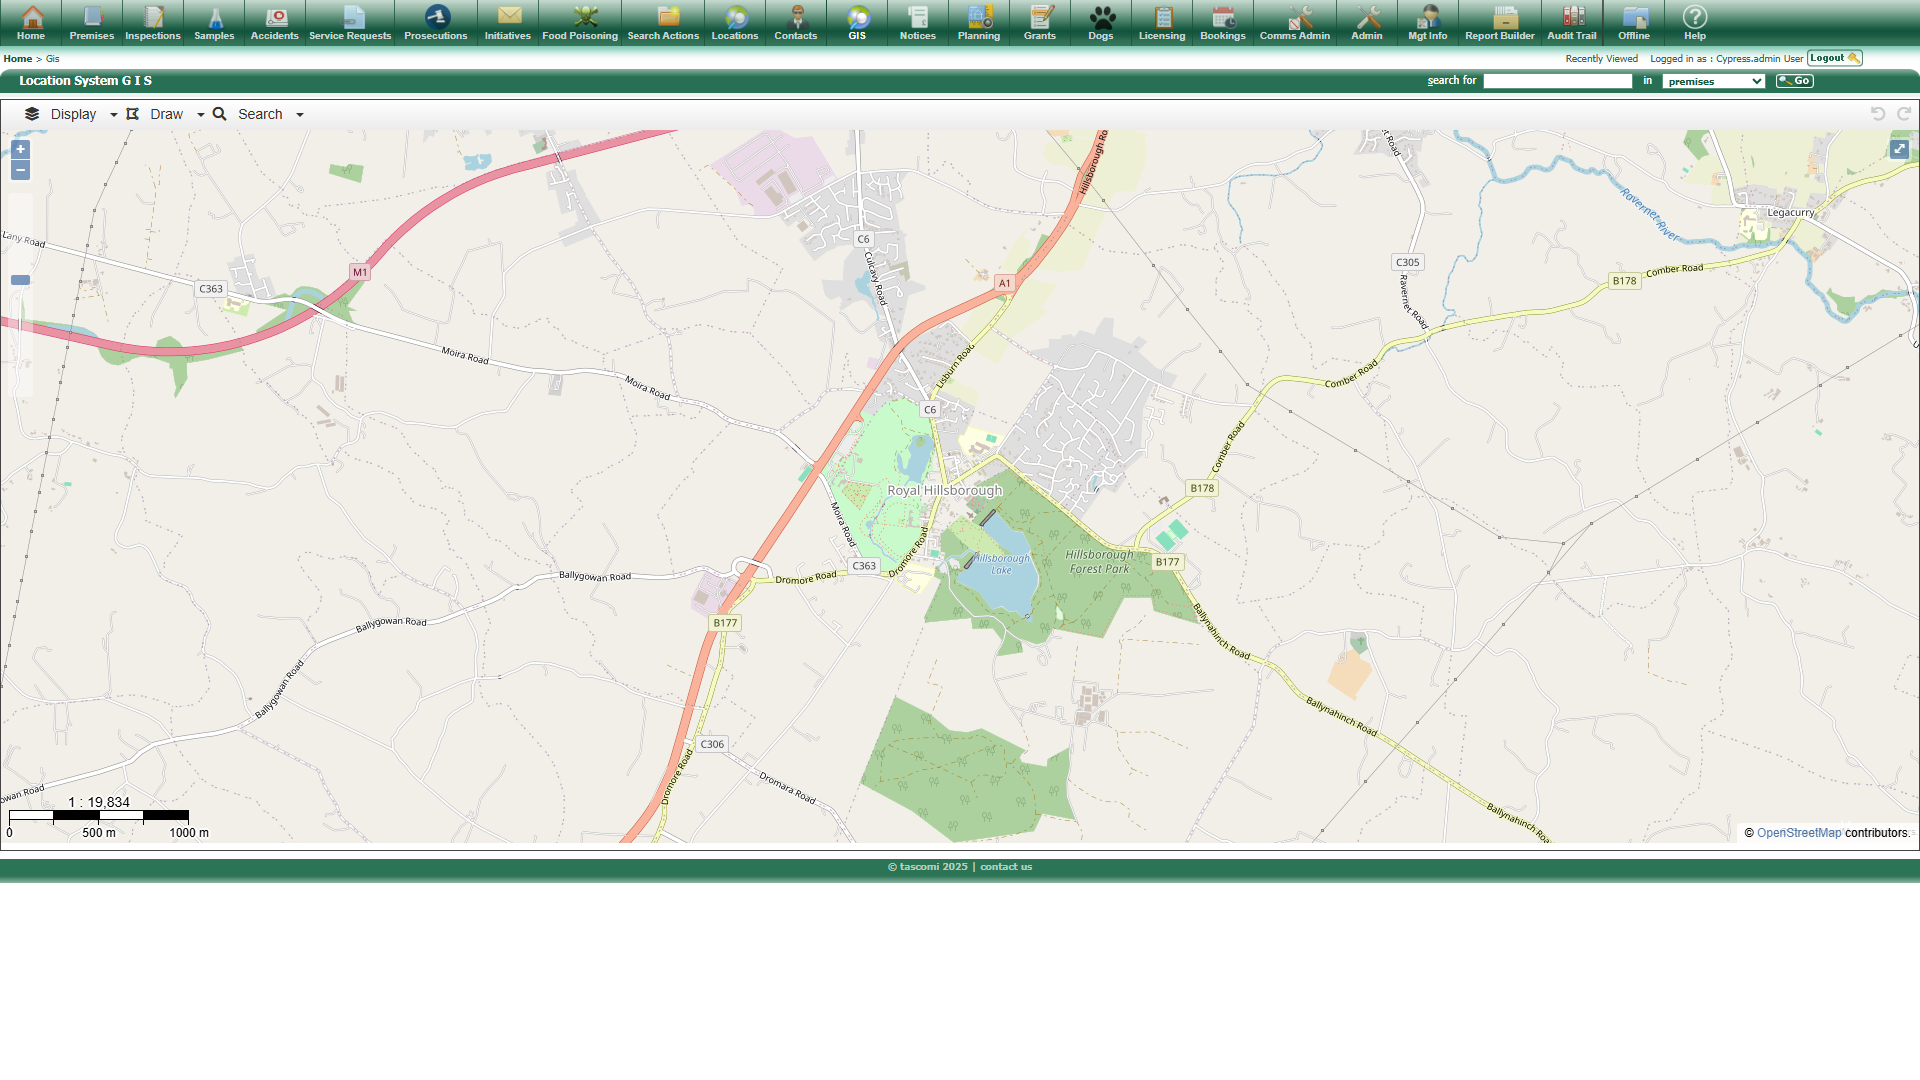 Home Premises Inspections Samples Accidents Service Requests Prosecutions Initiatives Food Poisoning Search Actions Locations Contacts GIS Notices Planning Grants Dogs Licensing Bookings Comms Admin Admin Mgt Info Report Builder Audit Trail Offline Help
Home > Gis
Recently Viewed Logged in as : Cypress.admin User Logout
Location System G I S
search for in premises Go
Display Draw Search
+
−
Hillsborough Ro
Road
Ravernet River
Legacurry
Lany Road
C6
C305
M1
Comber Road
B178
A1
C363
Culcavy Road
Ravernet Road
Moira Road
Lisburn Road
Moira Road
Comber Road
C6
Comber Road
Royal Hillsborough
B178
Moira Road
Hillsborough
Lake
Hillsborough
Forest Park
B177
C363
Dromore Road
Dromore Road
Ballygowan Road
Ballygowan Road
B177
Ballynahinch Road
Ballygowan Road
Ballynahinch Road
C306
Dromore Road
Dromara Road
owan Road
Ballynahinch Roa
1 : 19,834
0 500 m 1000 m
© OpenStreetMap contributors.
© tascomi 2025 | contact us